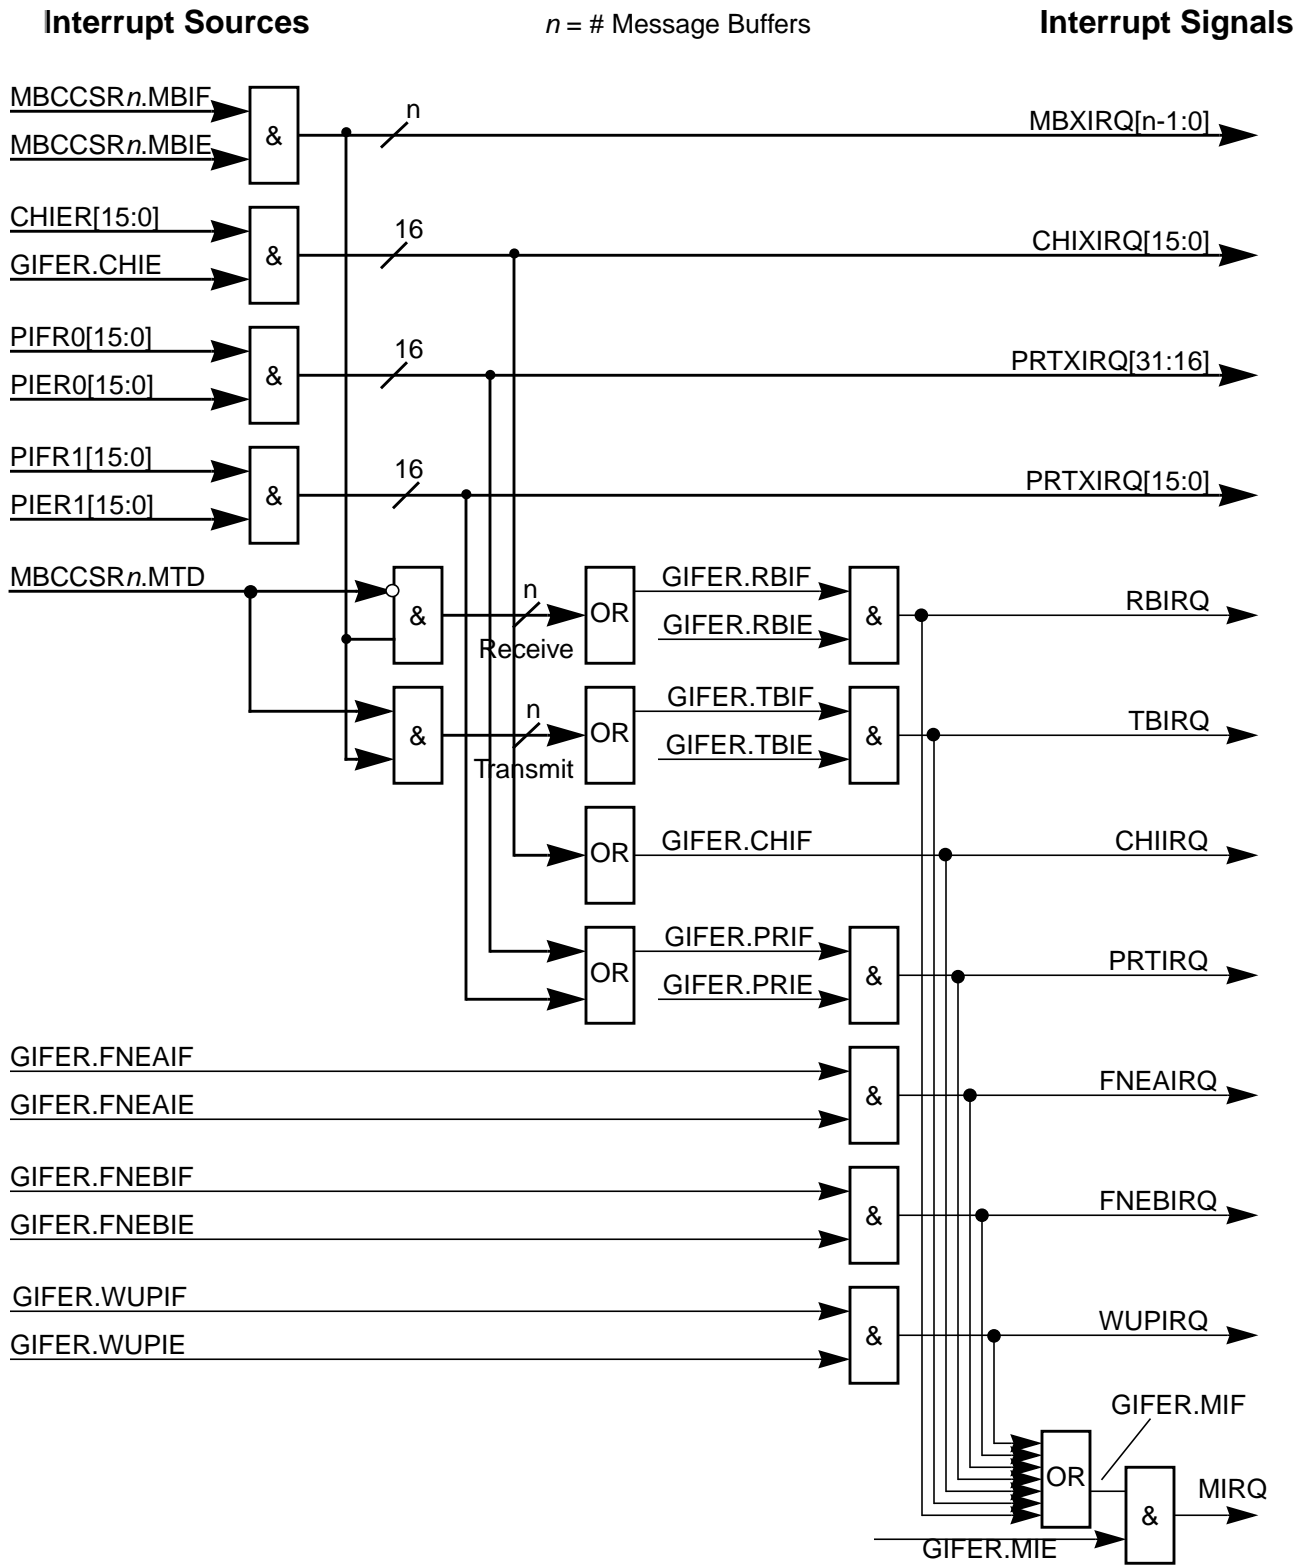 Interrupt Sources
n = # Message Buffers
Interrupt Signals
MBCCSRn.MBIF
MBCCSRn.MBIE
&
n
MBXIRQ[n-1:0]
CHIER[15:0]
GIFER.CHIE
&
16
CHIXIRQ[15:0]
PIFR0[15:0]
PIER0[15:0]
&
16
PRTXIRQ[31:16]
PIFR1[15:0]
PIER1[15:0]
&
16
PRTXIRQ[15:0]
MBCCSRn.MTD
&
n
Receive
OR
GIFER.RBIF
GIFER.RBIE
&
RBIRQ
&
n
Transmit
OR
GIFER.TBIF
GIFER.TBIE
&
TBIRQ
OR
GIFER.CHIF
CHIIRQ
OR
GIFER.PRIF
GIFER.PRIE
&
PRTIRQ
GIFER.FNEAIF
GIFER.FNEAIE
&
FNEAIRQ
GIFER.FNEBIF
GIFER.FNEBIE
&
FNEBIRQ
GIFER.WUPIF
GIFER.WUPIE
&
WUPIRQ
GIFER.MIF
OR
GIFER.MIE
&
MIRQ